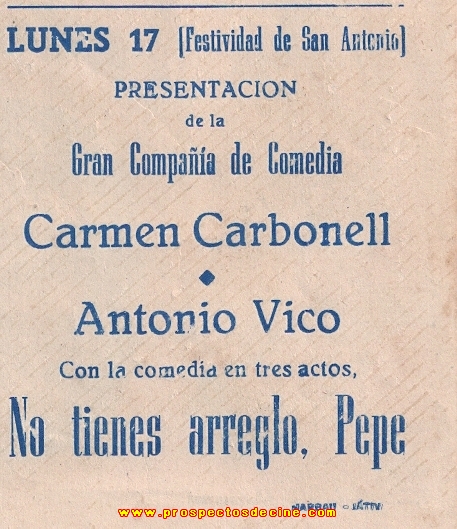 LUNES 17 [Festividad de San Antonio]
PRESENTACION
de la
Gran Compañía de Comedia
Carmen Carbonell
Antonio Vico
Con la comedia en tres actos,
No tienes arreglo, Pepe
www.prospectosdecine.com